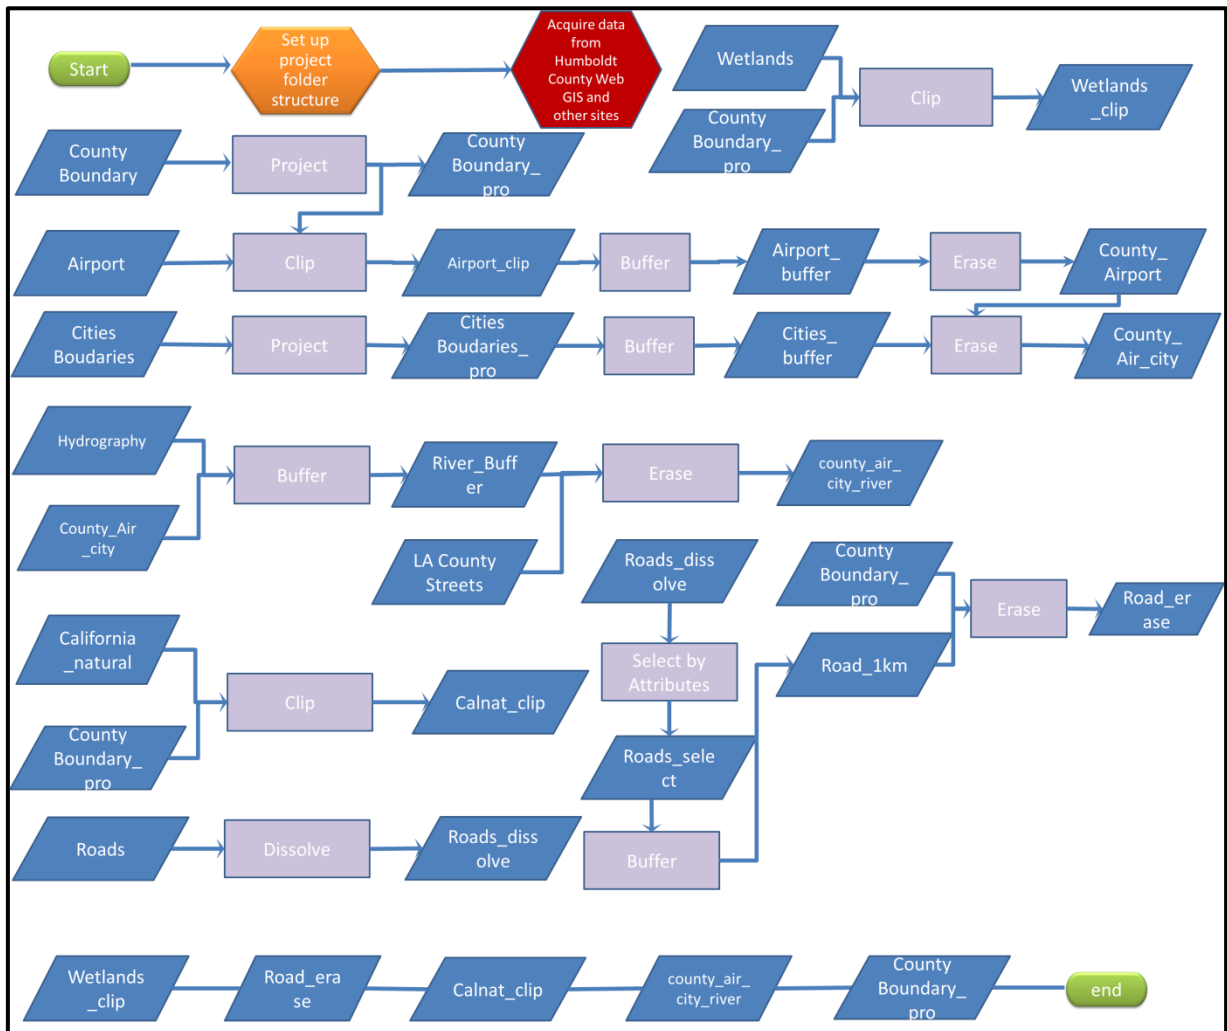 Start
Set up
project
folder
structure
Acquire data
from
Humboldt
County Web
GIS and
other sites
Wetlands
County
Boundary_
pro
Clip
Wetlands
_clip
County
Boundary
Project
County
Boundary_
pro
Airport
Clip
Airport_clip
Buffer
Airport_
buffer
Erase
County_
Airport
Cities
Boudaries
Project
Cities
Boudaries_
pro
Buffer
Cities_
buffer
Erase
County_
Air_city
Hydrography
County_Air
_city
Buffer
River_Buff
er
LA County
Streets
Erase
county_air_
city_river
California
_natural
County
Boundary_
pro
Clip
Calnat_clip
Roads
Dissolve
Roads_diss
olve
Roads_diss
olve
Select by
Attributes
Roads_sele
ct
Buffer
County
Boundary_
pro
Road_1km
Erase
Road_er
ase
Wetlands
_clip
Road_era
se
Calnat_clip
county_air_
city_river
County
Boundary_
pro
end